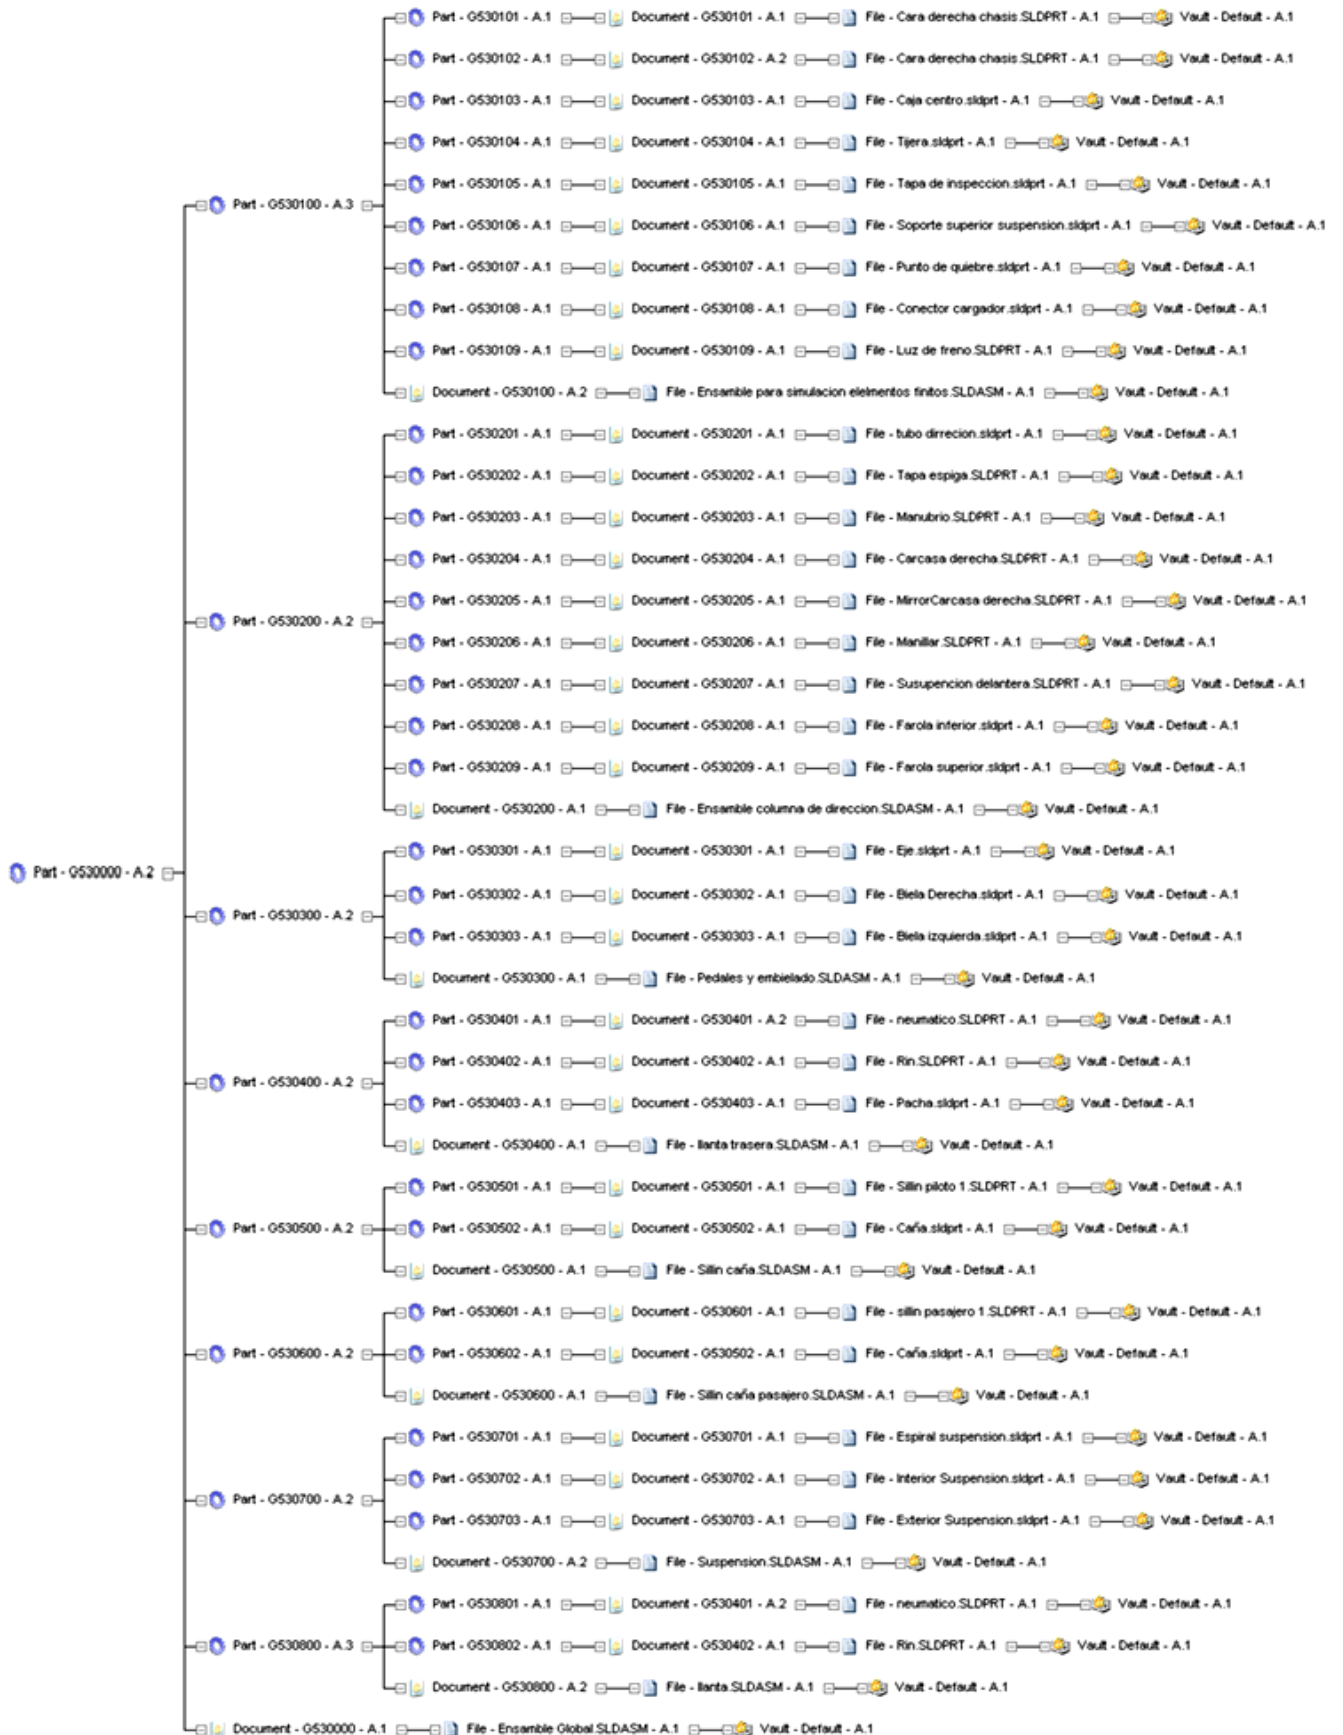 Part - G530101 - A.1 Document - G530101 - A.1 File - Cara derecha chasis.SLDPRT - A.1 Vault - Default - A.1
Part - G530102 - A.1 Document - G530102 - A.2 File - Cara derecha chasis.SLDPRT - A.1 Vault - Default - A.1
Part - G530103 - A.1 Document - G530103 - A.1 File - Caja centro.sldprt - A.1 Vault - Default - A.1
Part - G530104 - A.1 Document - G530104 - A.1 File - Tijera.sldprt - A.1 Vault - Default - A.1
Part - G530105 - A.1 Document - G530105 - A.1 File - Tapa de inspeccion.sldprt - A.1 Vault - Default - A.1
Part - G530100 - A.3
Part - G530106 - A.1 Document - G530106 - A.1 File - Soporte superior suspension.sldprt - A.1 Vault - Default - A.1
Part - G530107 - A.1 Document - G530107 - A.1 File - Punto de quiebre.sldprt - A.1 Vault - Default - A.1
Part - G530108 - A.1 Document - G530108 - A.1 File - Conector cargador.sldprt - A.1 Vault - Default - A.1
Part - G530109 - A.1 Document - G530109 - A.1 File - Luz de freno.SLDPRT - A.1 Vault - Default - A.1
Document - G530100 - A.2 File - Ensamble para simulacion elelmentos finitos.SLDASM - A.1 Vault - Default - A.1
Part - G530201 - A.1 Document - G530201 - A.1 File - tubo dirrecion.sldprt - A.1 Vault - Default - A.1
Part - G530202 - A.1 Document - G530202 - A.1 File - Tapa espiga.SLDPRT - A.1 Vault - Default - A.1
Part - G530203 - A.1 Document - G530203 - A.1 File - Manubrio.SLDPRT - A.1 Vault - Default - A.1
Part - G530204 - A.1 Document - G530204 - A.1 File - Carcasa derecha.SLDPRT - A.1 Vault - Default - A.1
Part - G530205 - A.1 Document - G530205 - A.1 File - MirrorCarcasa derecha.SLDPRT - A.1 Vault - Default - A.1
Part - G530200 - A.2
Part - G530206 - A.1 Document - G530206 - A.1 File - Manillar.SLDPRT - A.1 Vault - Default - A.1
Part - G530207 - A.1 Document - G530207 - A.1 File - Susupencion delantera.SLDPRT - A.1 Vault - Default - A.1
Part - G530208 - A.1 Document - G530208 - A.1 File - Farola inferior.sldprt - A.1 Vault - Default - A.1
Part - G530209 - A.1 Document - G530209 - A.1 File - Farola superior.sldprt - A.1 Vault - Default - A.1
Document - G530200 - A.1 File - Ensamble columna de direccion.SLDASM - A.1 Vault - Default - A.1
Part - G530301 - A.1 Document - G530301 - A.1 File - Eje.sldprt - A.1 Vault - Default - A.1
Part - G530000 - A.2
Part - G530302 - A.1 Document - G530302 - A.1 File - Biela Derecha.sldprt - A.1 Vault - Default - A.1
Part - G530300 - A.2
Part - G530303 - A.1 Document - G530303 - A.1 File - Biela izquierda.sldprt - A.1 Vault - Default - A.1
Document - G530300 - A.1 File - Pedales y embielado.SLDASM - A.1 Vault - Default - A.1
Part - G530401 - A.1 Document - G530401 - A.2 File - neumatico.SLDPRT - A.1 Vault - Default - A.1
Part - G530402 - A.1 Document - G530402 - A.1 File - Rin.SLDPRT - A.1 Vault - Default - A.1
Part - G530400 - A.2
Part - G530403 - A.1 Document - G530403 - A.1 File - Pacha.sldprt - A.1 Vault - Default - A.1
Document - G530400 - A.1 File - llanta trasera.SLDASM - A.1 Vault - Default - A.1
Part - G530501 - A.1 Document - G530501 - A.1 File - Sillin piloto 1.SLDPRT - A.1 Vault - Default - A.1
Part - G530500 - A.2 Part - G530502 - A.1 Document - G530502 - A.1 File - Caña.sldprt - A.1 Vault - Default - A.1
Document - G530500 - A.1 File - Sillin caña.SLDASM - A.1 Vault - Default - A.1
Part - G530601 - A.1 Document - G530601 - A.1 File - sillin pasajero 1.SLDPRT - A.1 Vault - Default - A.1
Part - G530600 - A.2 Part - G530602 - A.1 Document - G530502 - A.1 File - Caña.sldprt - A.1 Vault - Default - A.1
Document - G530600 - A.1 File - Sillin caña pasajero.SLDASM - A.1 Vault - Default - A.1
Part - G530701 - A.1 Document - G530701 - A.1 File - Espiral suspension.sldprt - A.1 Vault - Default - A.1
Part - G530702 - A.1 Document - G530702 - A.1 File - Interior Suspension.sldprt - A.1 Vault - Default - A.1
Part - G530700 - A.2
Part - G530703 - A.1 Document - G530703 - A.1 File - Exterior Suspension.sldprt - A.1 Vault - Default - A.1
Document - G530700 - A.2 File - Suspension.SLDASM - A.1 Vault - Default - A.1
Part - G530801 - A.1 Document - G530401 - A.2 File - neumatico.SLDPRT - A.1 Vault - Default - A.1
Part - G530800 - A.3 Part - G530802 - A.1 Document - G530402 - A.1 File - Rin.SLDPRT - A.1 Vault - Default - A.1
Document - G530800 - A.2 File - llanta.SLDASM - A.1 Vault - Default - A.1
Document - G530000 - A.1 File - Ensamble Global.SLDASM - A.1 Vault - Default - A.1